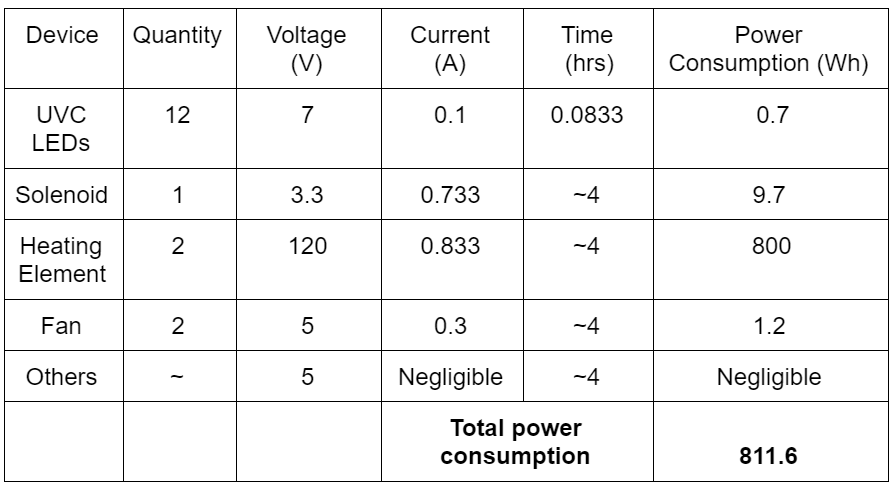 Device Quantity Voltage (V) Current (A) Time (hrs) Power Consumption (Wh)
UVC LEDs 12 7 0.1 0.0833 0.7
Solenoid 1 3.3 0.733 ~4 9.7
Heating Element 2 120 0.833 ~4 800
Fan 2 5 0.3 ~4 1.2
Others ~ 5 Negligible ~4 Negligible
Total power consumption 811.6